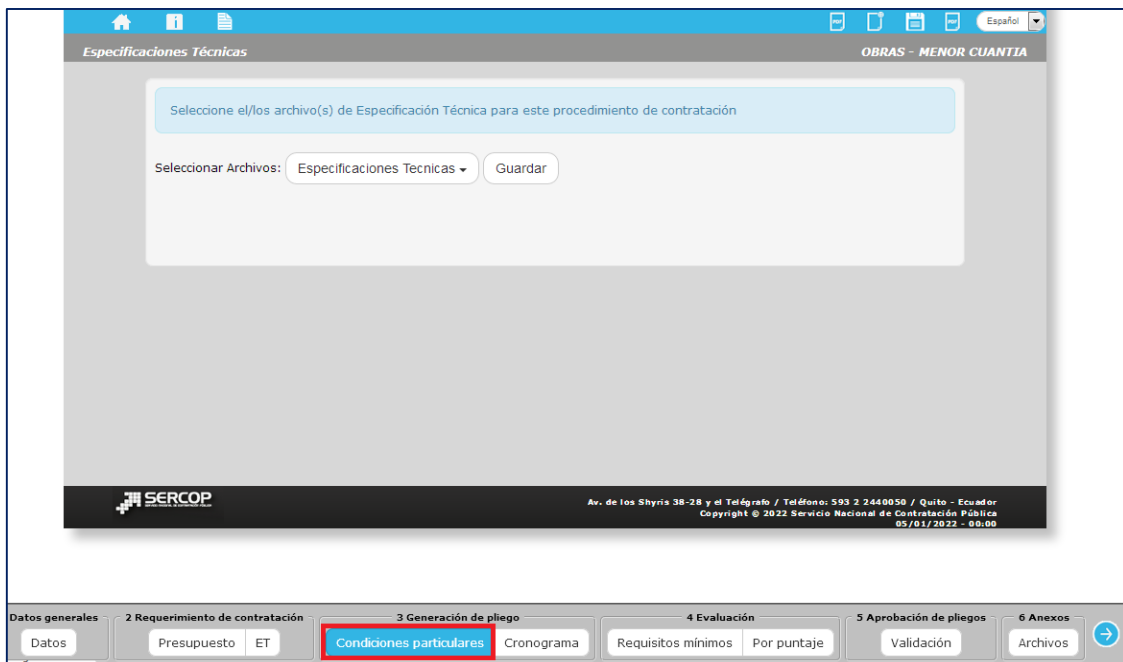 Español
Especificaciones Técnicas
OBRAS - MENOR CUANTIA
Seleccione el/los archivo(s) de Especificación Técnica para este procedimiento de contratación
Seleccionar Archivos: Especificaciones Tecnicas Guardar
SERCOP
Av. de los Shyris 38-28 y el Telégrafo / Teléfono: 593 2 2440050 / Quito - Ecuador
Copyright © 2022 Servicio Nacional de Contratación Pública
05/01/2022 - 00:00
Datos generales 2 Requerimiento de contratación 3 Generación de pliego 4 Evaluación 5 Aprobación de pliegos 6 Anexos
Datos Presupuesto ET Condiciones particulares Cronograma Requisitos mínimos Por puntaje Validación Archivos